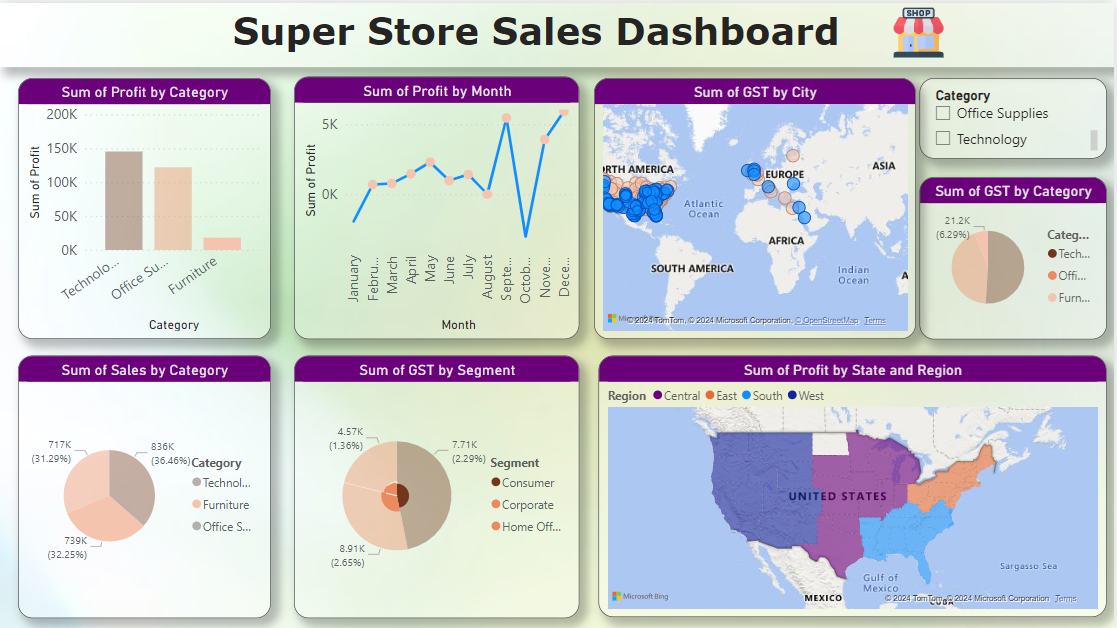 Super Store Sales Dashboard
SHOP
Sum of Profit by Category
200K
150K
100K
50K
0K
Sum of Profit
Technolo...
Office Su...
Furniture
Category
Sum of Profit by Month
5K
0K
Sum of Profit
January
Febru...
March
April
May
June
July
August
Septe...
Octob...
Nove...
Dece...
Month
Sum of GST by City
RTH AMERICA
EUROPE
ASIA
Atlantic
Ocean
AFRICA
SOUTH AMERICA
Indian
Ocean
A
© 2024 TomTom, © 2024 Microsoft Corporation, © OpenStreetMap Terms
Category
Office Supplies
Technology
Sum of GST by Category
21.2K
(6.29%)
Categ...
Tech...
Offi...
Furn...
Sum of Sales by Category
717K
(31.29%)
836K
(36.46%)
739K
(32.25%)
Category
Technol...
Furniture
Office S...
Sum of GST by Segment
4.57K
(1.36%)
7.71K
(2.29%)
8.91K
(2.65%)
Segment
Consumer
Corporate
Home Off...
Sum of Profit by State and Region
Region Central East South West
UNITED STATES
Sargasso Sea
Gulf of
Mexico
MEXICO
CUBA
Microsoft Bing
© 2024 TomTom, © 2024 Microsoft Corporation Terms